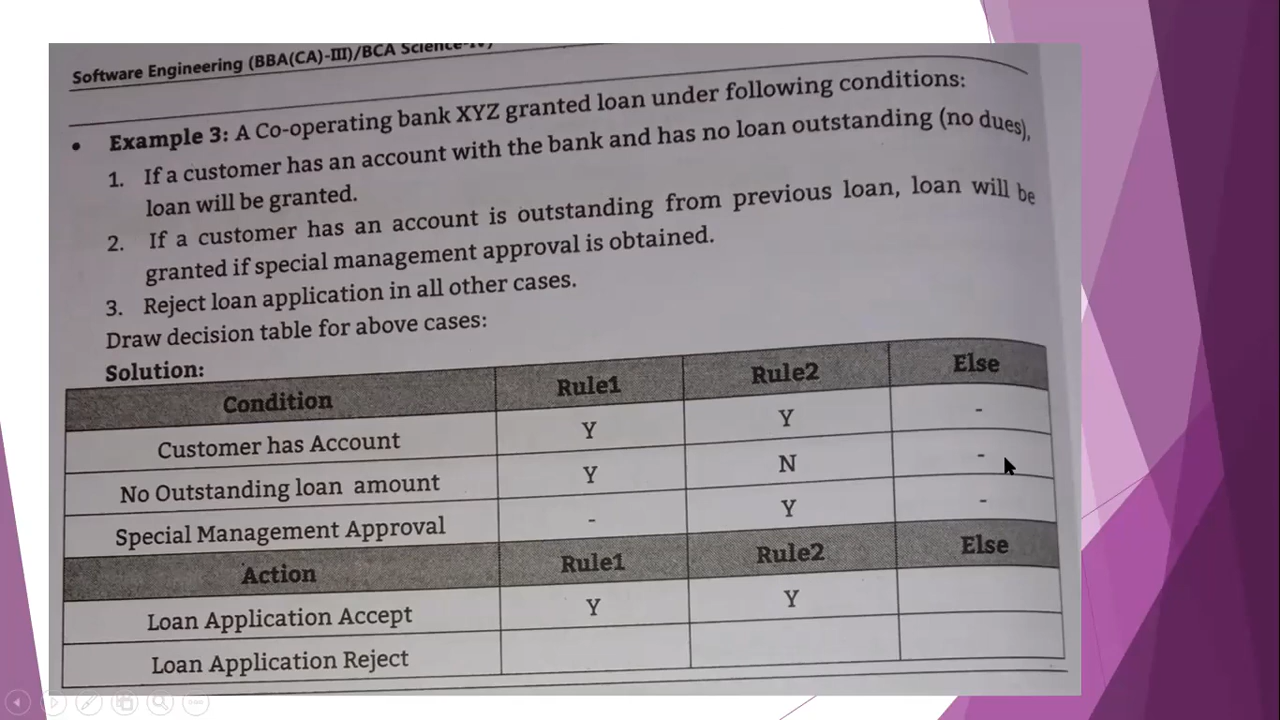 Software Engineering (BBA(CA)-III)/BCA Science-IV)
• Example 3: A Co-operating bank XYZ granted loan under following conditions:
1. If a customer has an account with the bank and has no loan outstanding (no dues),
loan will be granted.
2. If a customer has an account is outstanding from previous loan, loan will be
granted if special management approval is obtained.
3. Reject loan application in all other cases.
Draw decision table for above cases:
Solution:
Condition Rule1 Rule2 Else
Customer has Account Y Y -
No Outstanding loan amount Y N -
Special Management Approval - Y -
Action Rule1 Rule2 Else
Loan Application Accept Y Y
Loan Application Reject